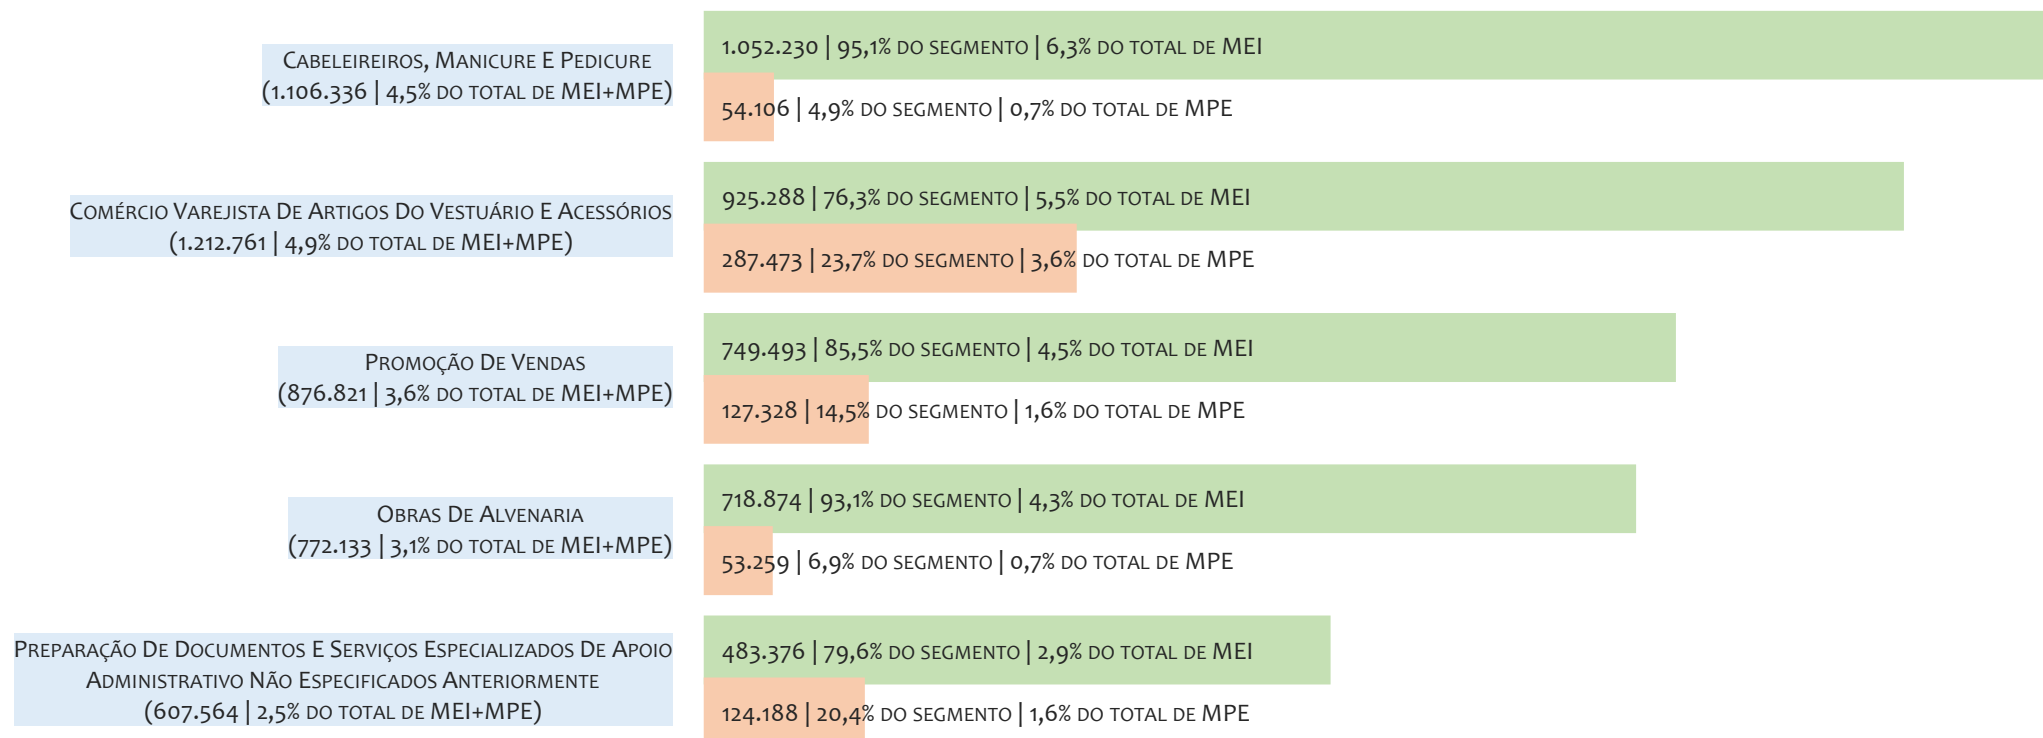 Cabeleireiros, Manicure E Pedicure
(1.106.336 | 4,5% do total de MEI+MPE)
1.052.230 | 95,1% do segmento | 6,3% do total de MEI
54.106 | 4,9% do segmento | 0,7% do total de MPE
Comércio Varejista De Artigos Do Vestuário E Acessórios
(1.212.761 | 4,9% do total de MEI+MPE)
925.288 | 76,3% do segmento | 5,5% do total de MEI
287.473 | 23,7% do segmento | 3,6% do total de MPE
Promoção De Vendas
(876.821 | 3,6% do total de MEI+MPE)
749.493 | 85,5% do segmento | 4,5% do total de MEI
127.328 | 14,5% do segmento | 1,6% do total de MPE
Obras De Alvenaria
(772.133 | 3,1% do total de MEI+MPE)
718.874 | 93,1% do segmento | 4,3% do total de MEI
53.259 | 6,9% do segmento | 0,7% do total de MPE
Preparação De Documentos E Serviços Especializados De Apoio
Administrativo Não Especificados Anteriormente
(607.564 | 2,5% do total de MEI+MPE)
483.376 | 79,6% do segmento | 2,9% do total de MEI
124.188 | 20,4% do segmento | 1,6% do total de MPE